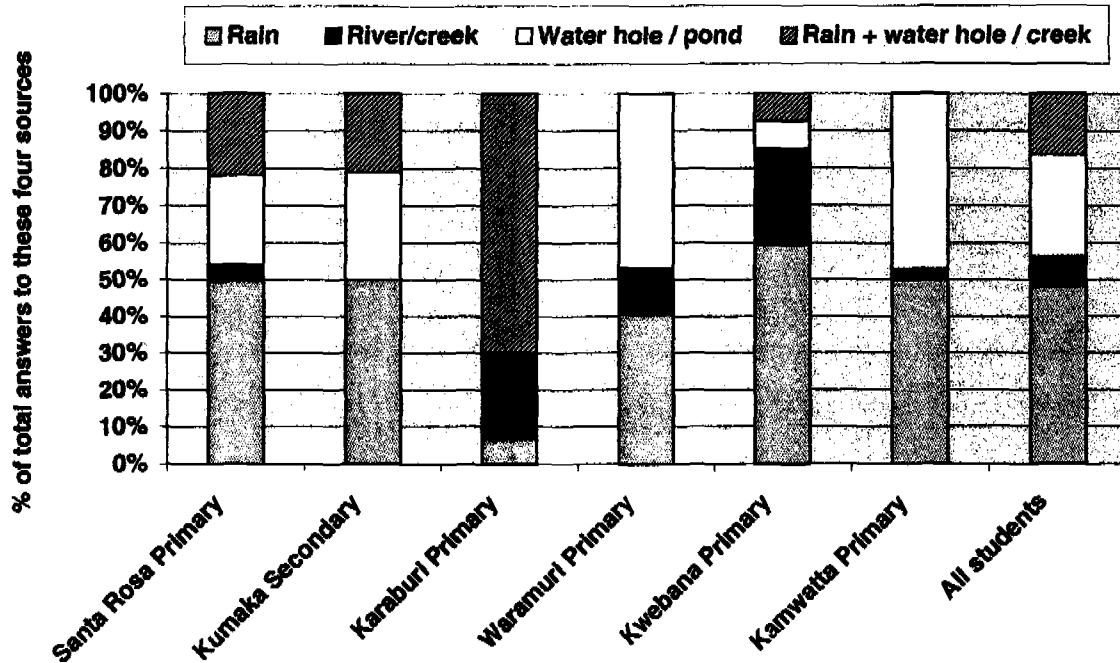 Rain River/creek Water hole / pond Rain + water hole / creek
% of total answers to these four sources
100%
90%
80%
70%
60%
50%
40%
30%
20%
10%
0%
Santa Rosa Primary
Kumaka Secondary
Karaburi Primary
Waramuri Primary
Kwebana Primary
Kamwatta Primary
All students